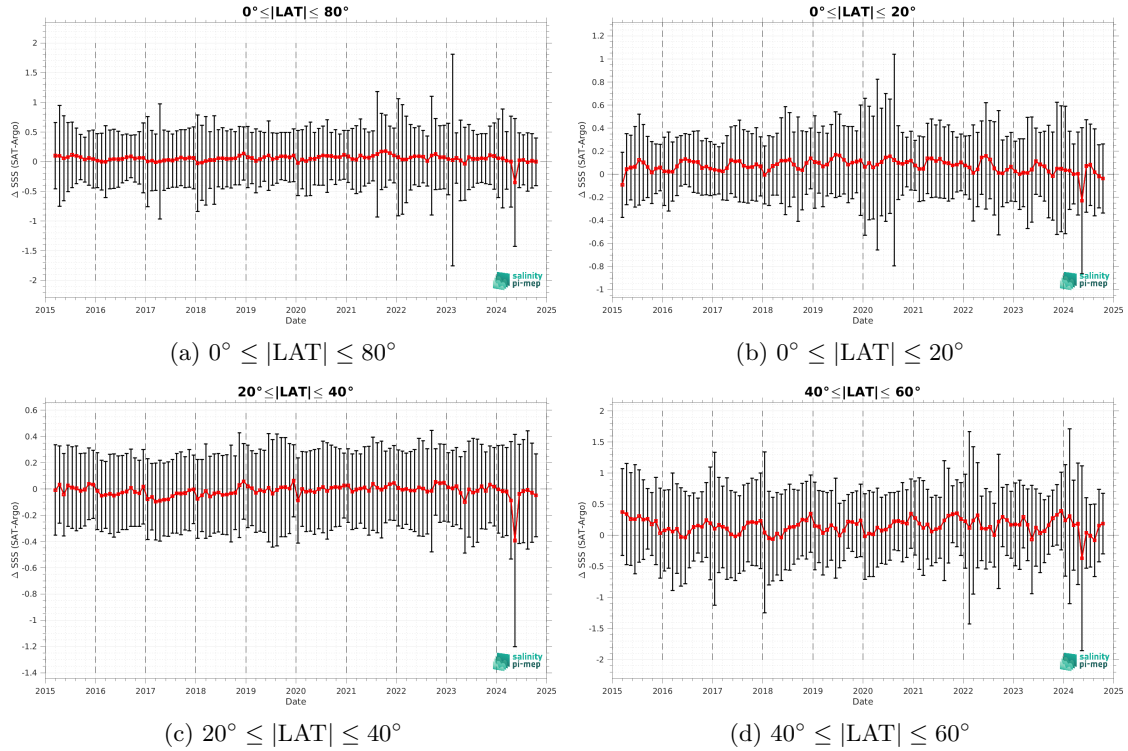 0°≤|LAT|≤ 80°
2
1.5
1
0.5
0
-0.5
-1
-1.5
-2
Δ SSS (SAT-Argo)
2015 2016 2017 2018 2019 2020 2021 2022 2023 2024 2025
Date
salinity
pi-mep
(a) 0° ≤ |LAT| ≤ 80°
0°≤|LAT|≤ 20°
1.2
1
0.8
0.6
0.4
0.2
0
-0.2
-0.4
-0.6
-0.8
-1
Δ SSS (SAT-Argo)
2015 2016 2017 2018 2019 2020 2021 2022 2023 2024 2025
Date
salinity
pi-mep
(b) 0° ≤ |LAT| ≤ 20°
20°≤|LAT|≤ 40°
0.6
0.4
0.2
0
-0.2
-0.4
-0.6
-0.8
-1
-1.2
-1.4
Δ SSS (SAT-Argo)
2015 2016 2017 2018 2019 2020 2021 2022 2023 2024 2025
Date
salinity
pi-mep
(c) 20° ≤ |LAT| ≤ 40°
40°≤|LAT|≤ 60°
2
1.5
1
0.5
0
-0.5
-1
-1.5
-2
Δ SSS (SAT-Argo)
2015 2016 2017 2018 2019 2020 2021 2022 2023 2024 2025
Date
salinity
pi-mep
(d) 40° ≤ |LAT| ≤ 60°